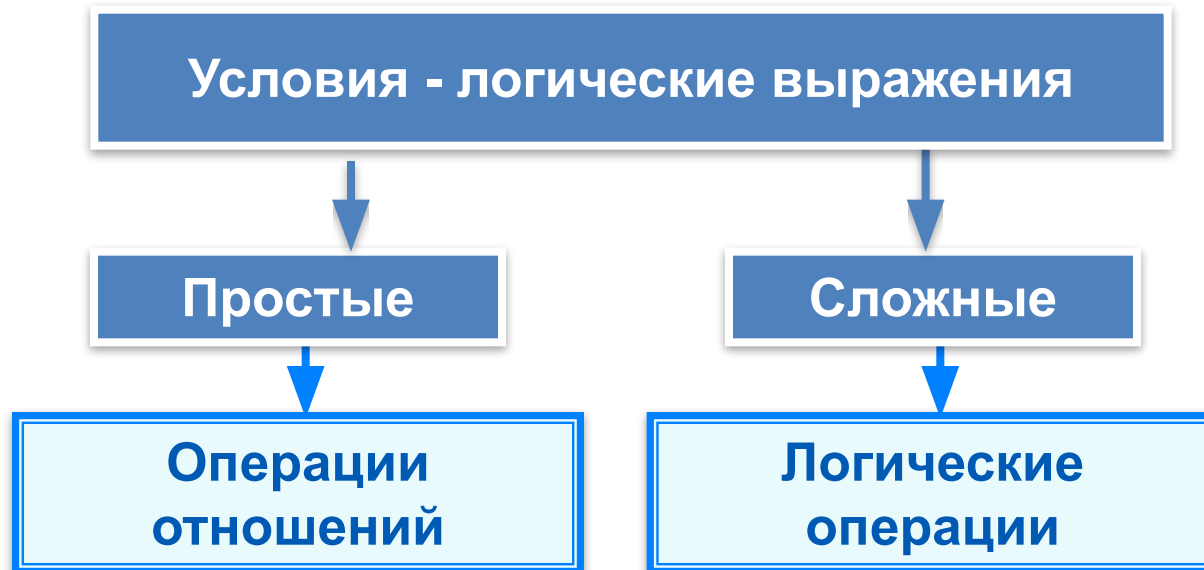 Условия - логические выражения
Простые
Сложные
Операции
отношений
Логические
операции